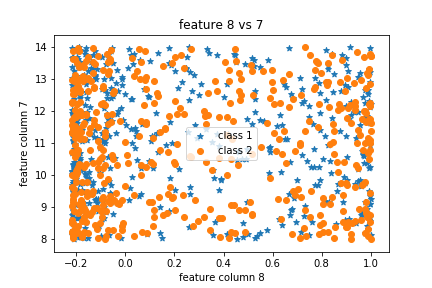 feature 8 vs 7
14
13
12
11
10
9
8
feature column 7
class 1
class 2
−0.2 0.0 0.2 0.4 0.6 0.8 1.0
feature column 8